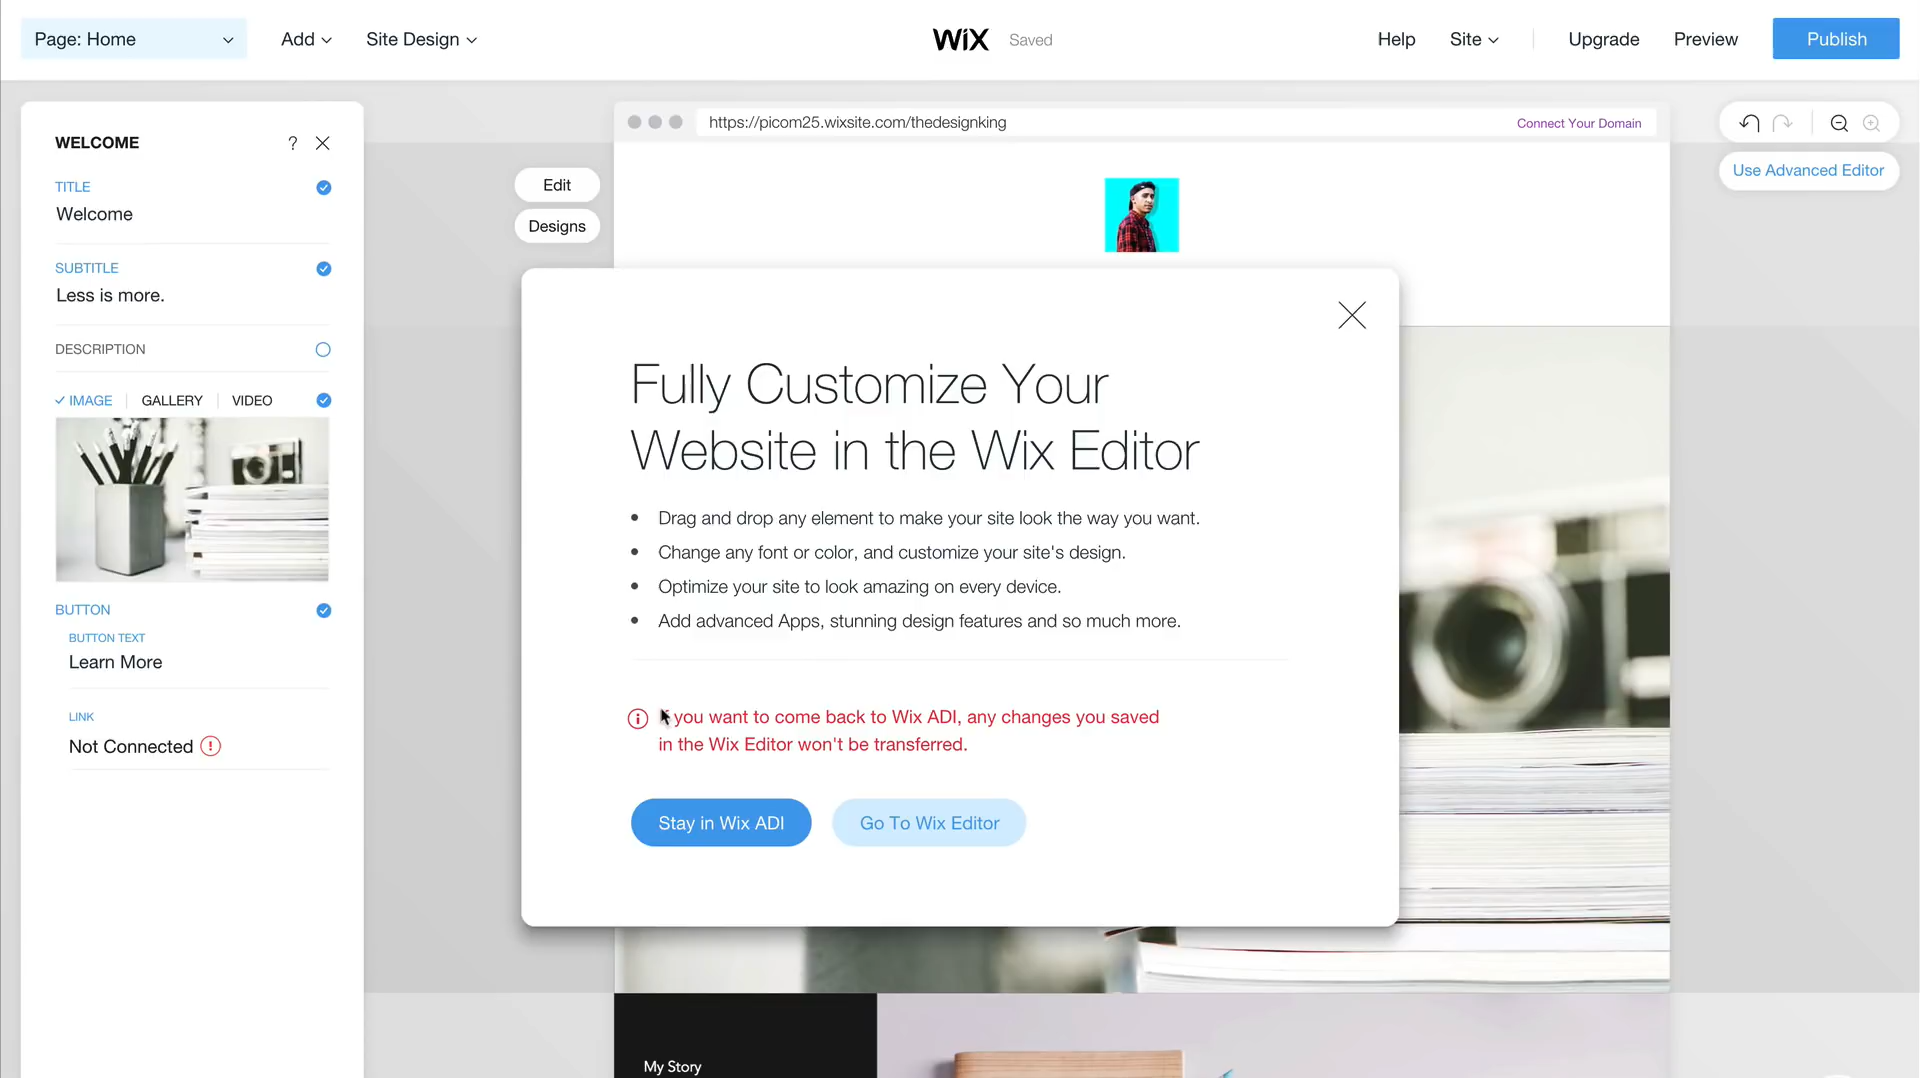 Page: Home
Add
Site Design
WiX
Saved
Help
Site
Upgrade
Preview
Publish
WELCOME
?
TITLE
Welcome
SUBTITLE
Less is more.
DESCRIPTION
IMAGE
GALLERY
VIDEO
BUTTON
BUTTON TEXT
Learn More
LINK
Not Connected
Edit
Designs
https://picom25.wixsite.com/thedesignking
Connect Your Domain
Use Advanced Editor
Fully Customize Your
Website in the Wix Editor
• Drag and drop any element to make your site look the way you want.
• Change any font or color, and customize your site's design.
• Optimize your site to look amazing on every device.
• Add advanced Apps, stunning design features and so much more.
you want to come back to Wix ADI, any changes you saved
in the Wix Editor won't be transferred.
Stay in Wix ADI
Go To Wix Editor
My Story